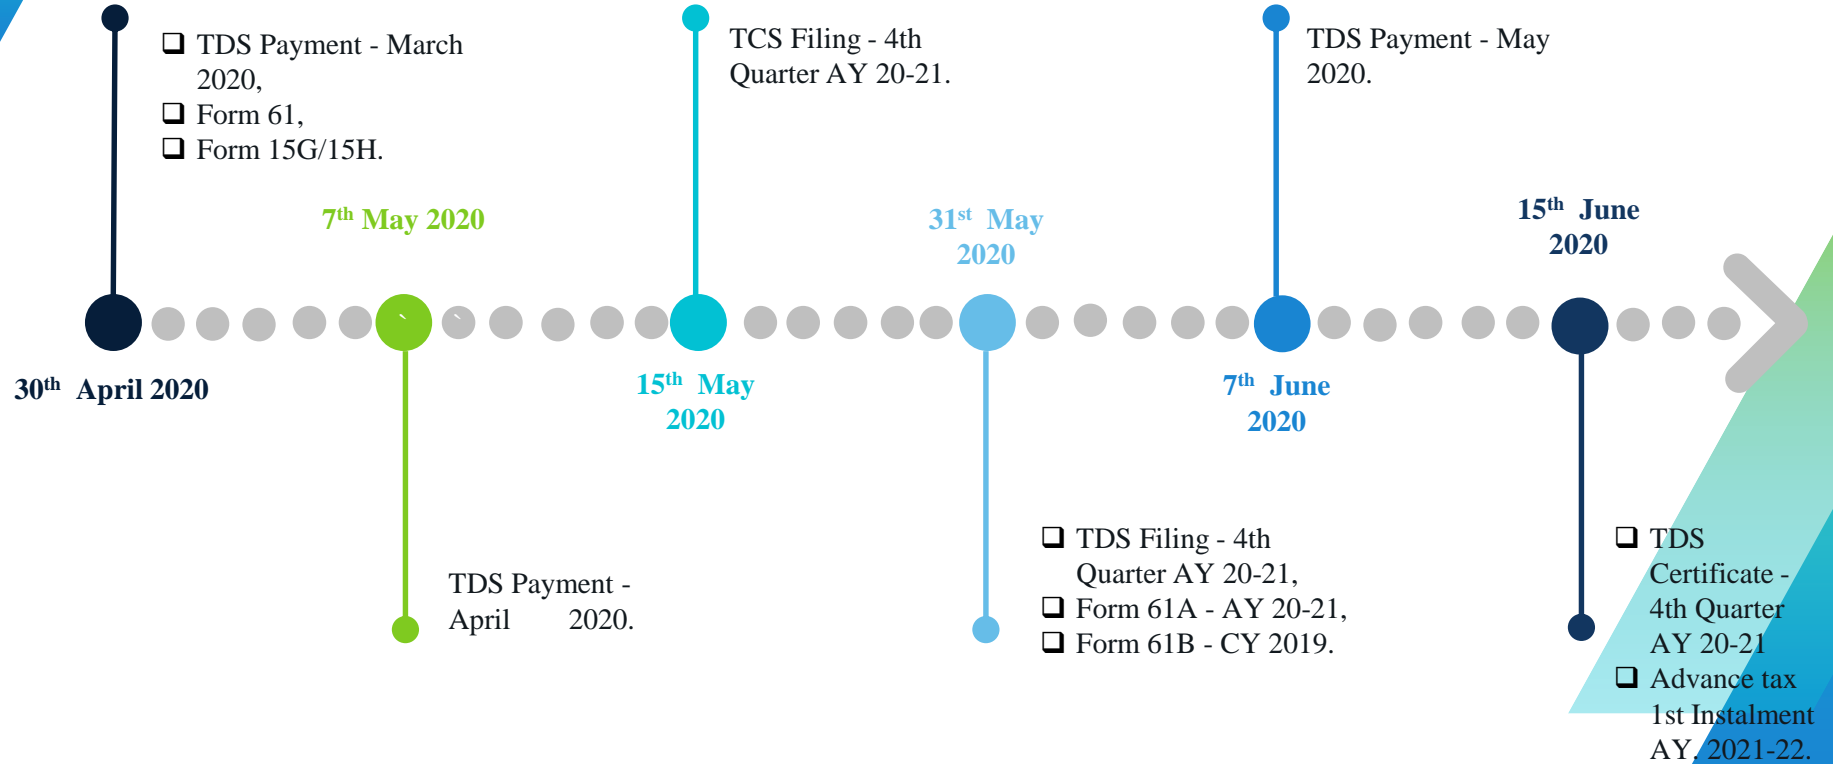 TDS Payment - March
2020,
Form 61,
Form 15G/15H.
30th April 2020
7th May 2020
TDS Payment -
April 2020.
TCS Filing - 4th
Quarter AY 20-21.
15th May
2020
31st May
2020
TDS Filing - 4th
Quarter AY 20-21,
Form 61A - AY 20-21,
Form 61B - CY 2019.
TDS Payment - May
2020.
7th June
2020
15th June
2020
TDS
Certificate -
4th Quarter
AY 20-21
Advance tax
1st Instalment
AY. 2021-22.